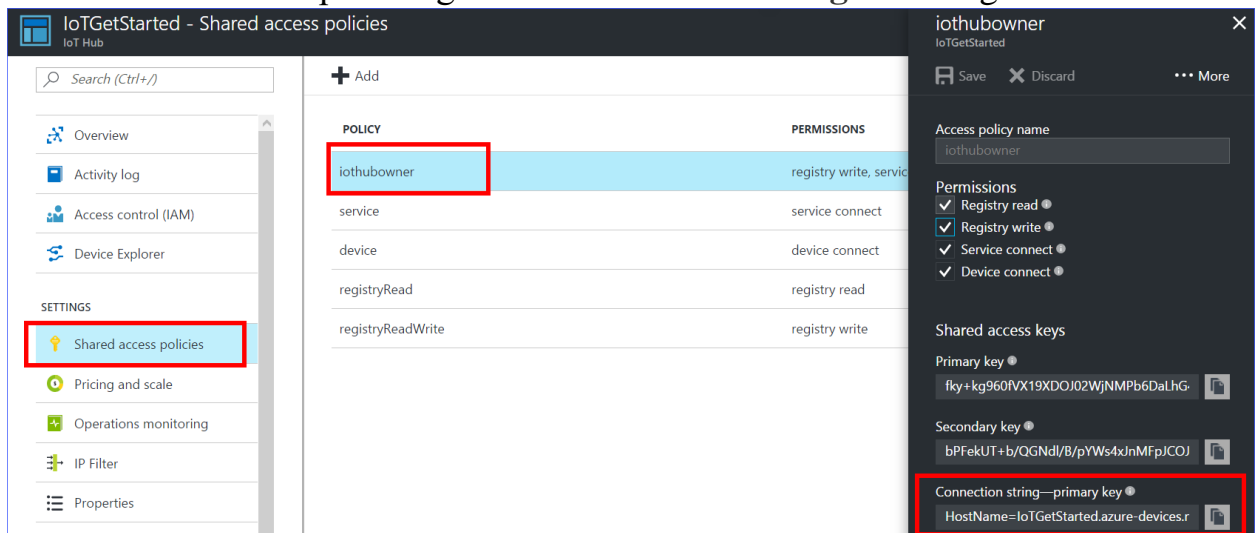 IoTGetStarted - Shared access policies
IoT Hub
Search (Ctrl+/)
Overview
Activity log
Access control (IAM)
Device Explorer
SETTINGS
Shared access policies
Pricing and scale
Operations monitoring
IP Filter
Properties
Add
POLICY PERMISSIONS
iothubowner registry write, servic
service service connect
device device connect
registryRead registry read
registryReadWrite registry write
iothubowner
IoTGetStarted
Save Discard ••• More
Access policy name
iothubowner
Permissions
Registry read
Registry write
Service connect
Device connect
Shared access keys
Primary key
fky+kg960fVX19XDOJ02WjNMPb6DaLhG
Secondary key
bPFekUT+b/QGNdl/B/pYWs4xJnMFpJCOJ
Connection string—primary key
HostName=IoTGetStarted.azure-devices.r